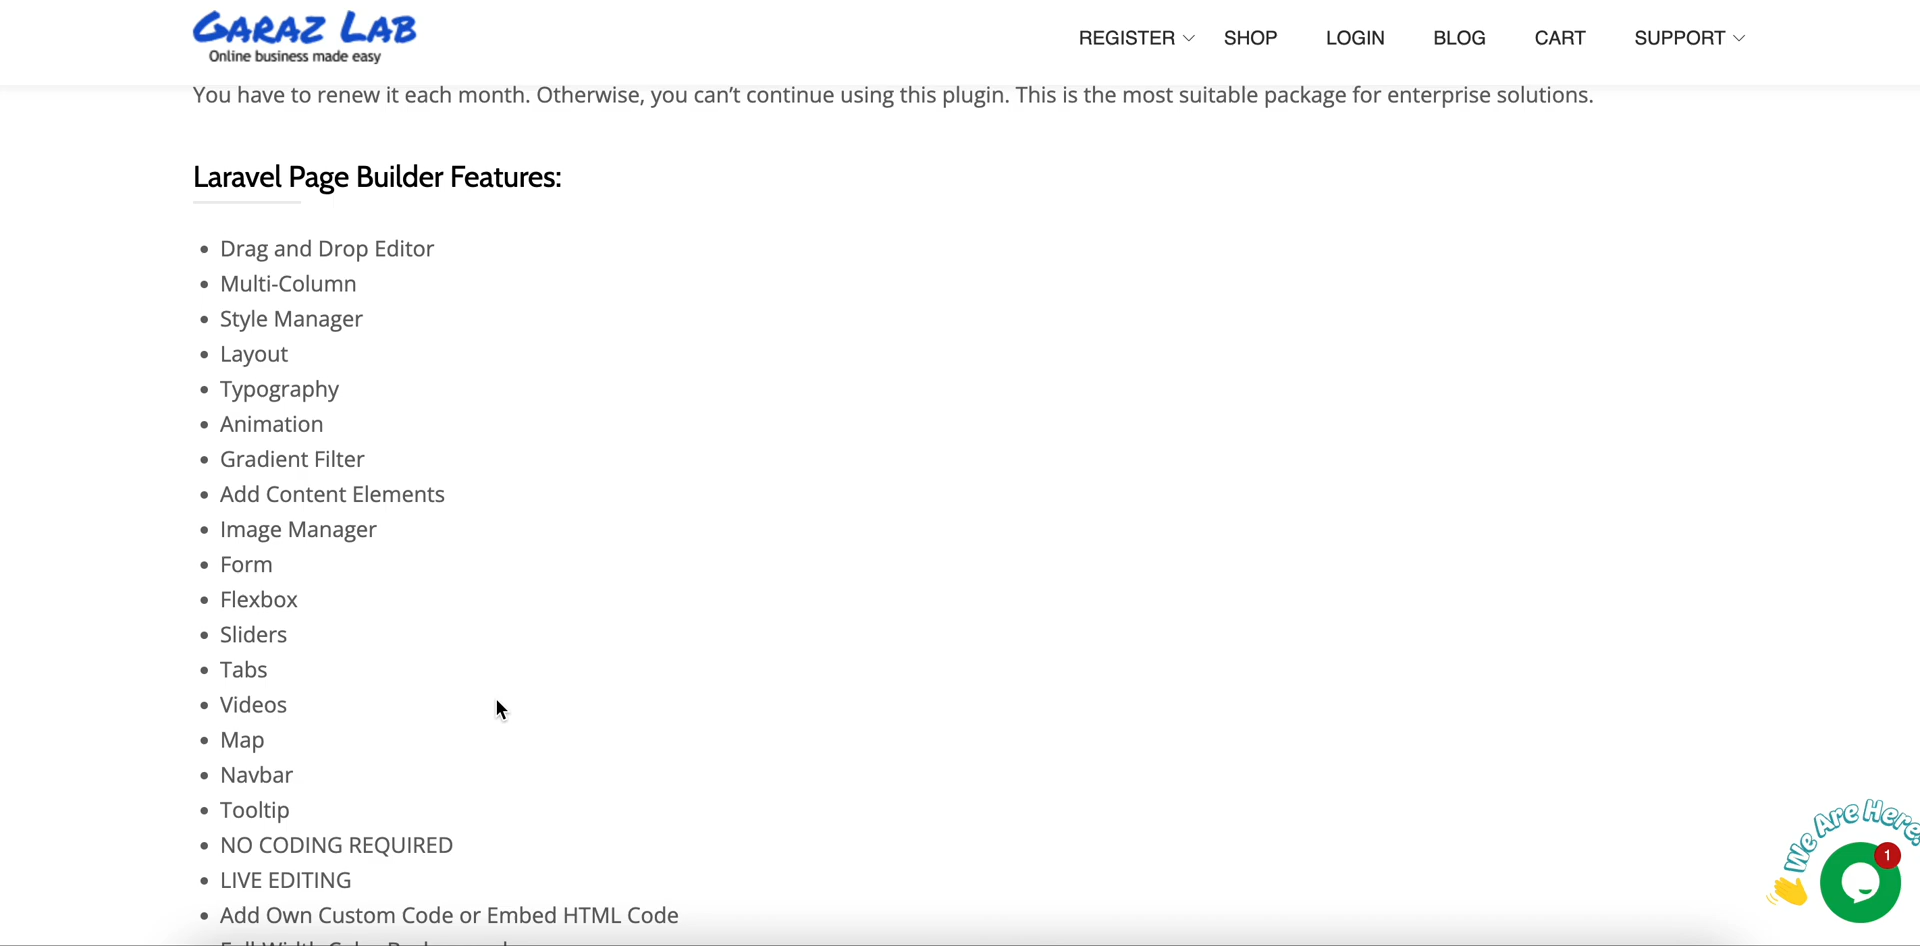 GARAZ LAB
Online business made easy
REGISTER
SHOP
LOGIN
BLOG
CART
SUPPORT
You have to renew it each month. Otherwise, you can’t continue using this plugin. This is the most suitable package for enterprise solutions.
Laravel Page Builder Features:
• Drag and Drop Editor
• Multi-Column
• Style Manager
• Layout
• Typography
• Animation
• Gradient Filter
• Add Content Elements
• Image Manager
• Form
• Flexbox
• Sliders
• Tabs
• Videos
• Map
• Navbar
• Tooltip
• NO CODING REQUIRED
• LIVE EDITING
• Add Own Custom Code or Embed HTML Code
We Are Here!
1